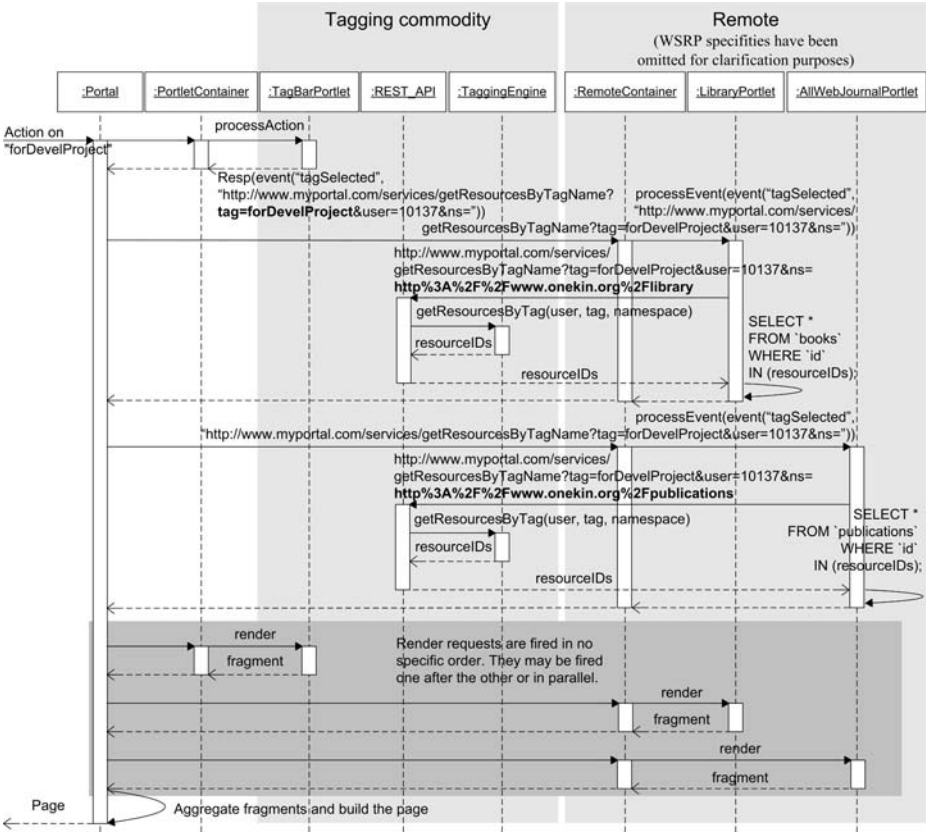 Tagging commodity
Remote
(WSRP specifities have been
omitted for clarification purposes)
:Portal
:PortletContainer
:TagBarPortlet
:REST_API
:TaggingEngine
:RemoteContainer
:LibraryPortlet
:AllWebJournalPortlet
Action on
"forDevelProject"
processAction
Resp(event("tagSelected",
"http://www.myportal.com/services/getResourcesByTagName?
tag=forDevelProject&user=10137&ns="))
processEvent(event("tagSelected",
"http://www.myportal.com/services/
getResourcesByTagName?tag=forDevelProject&user=10137&ns="))
http://www.myportal.com/services/
getResourcesByTagName?tag=forDevelProject&user=10137&ns=
http%3A%2F%2Fwww.onekin.org%2Flibrary
getResourcesByTag(user, tag, namespace)
resourceIDs
resourceIDs
SELECT *
FROM `books`
WHERE `id`
IN (resourceIDs);
processEvent(event("tagSelected",
"http://www.myportal.com/services/getResourcesByTagName?tag=forDevelProject&user=10137&ns="))
http://www.myportal.com/services/
getResourcesByTagName?tag=forDevelProject&user=10137&ns=
http%3A%2F%2Fwww.onekin.org%2Fpublications
getResourcesByTag(user, tag, namespace)
resourceIDs
resourceIDs
SELECT *
FROM `publications`
WHERE `id`
IN (resourceIDs);
render
fragment
Render requests are fired in no
specific order. They may be fired
one after the other or in parallel.
render
fragment
render
fragment
Page
Aggregate fragments and build the page